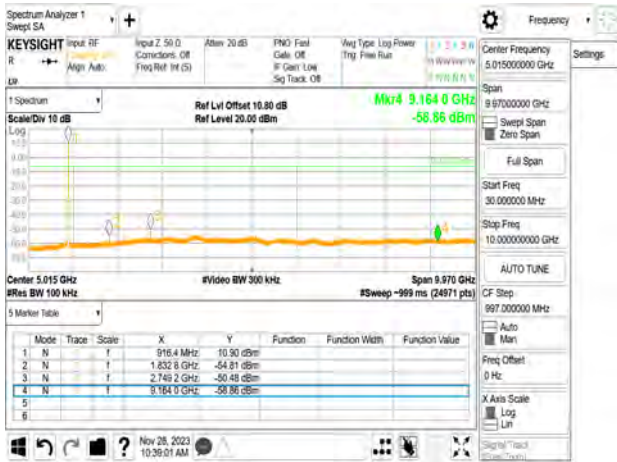 Spectrum Analyzer 1
Swept SA
Frequency
KEYSIGHT Input: RF
R
Align: Auto
Input Z: 50 Ω
Corrections: Off
Freq Ref: Int (S)
Atten: 20 dB
PNO: Fast
Gate: Off
IF Gain: Low
Sig Track: Off
Avg Type: Log-Power
Trig: Free Run
1 Spectrum
Scale/Div 10 dB
Log
Ref Lvl Offset 10.80 dB
Ref Level 20.00 dBm
Mkr4 9.164 0 GHz
-58.86 dBm
Center 5.015 GHz
#Res BW 100 kHz
#Video BW 300 kHz
Span 9.970 GHz
#Sweep ~999 ms (24971 pts)
5 Marker Table
Mode Trace Scale X Y Function Function Width Function Value
1 N f 916.4 MHz 10.90 dBm
2 N f 1.832 8 GHz -54.81 dBm
3 N f 2.749 2 GHz -50.48 dBm
4 N f 9.164 0 GHz -58.86 dBm
5
6
Nov 28, 2023
10:39:01 AM
Center Frequency
5.015000000 GHz
Settings
Span
9.97000000 GHz
Swept Span
Zero Span
Full Span
Start Freq
30.000000 MHz
Stop Freq
10.000000000 GHz
AUTO TUNE
CF Step
997.000000 MHz
Auto
Man
Freq Offset
0 Hz
X Axis Scale
Log
Lin
Signal Track